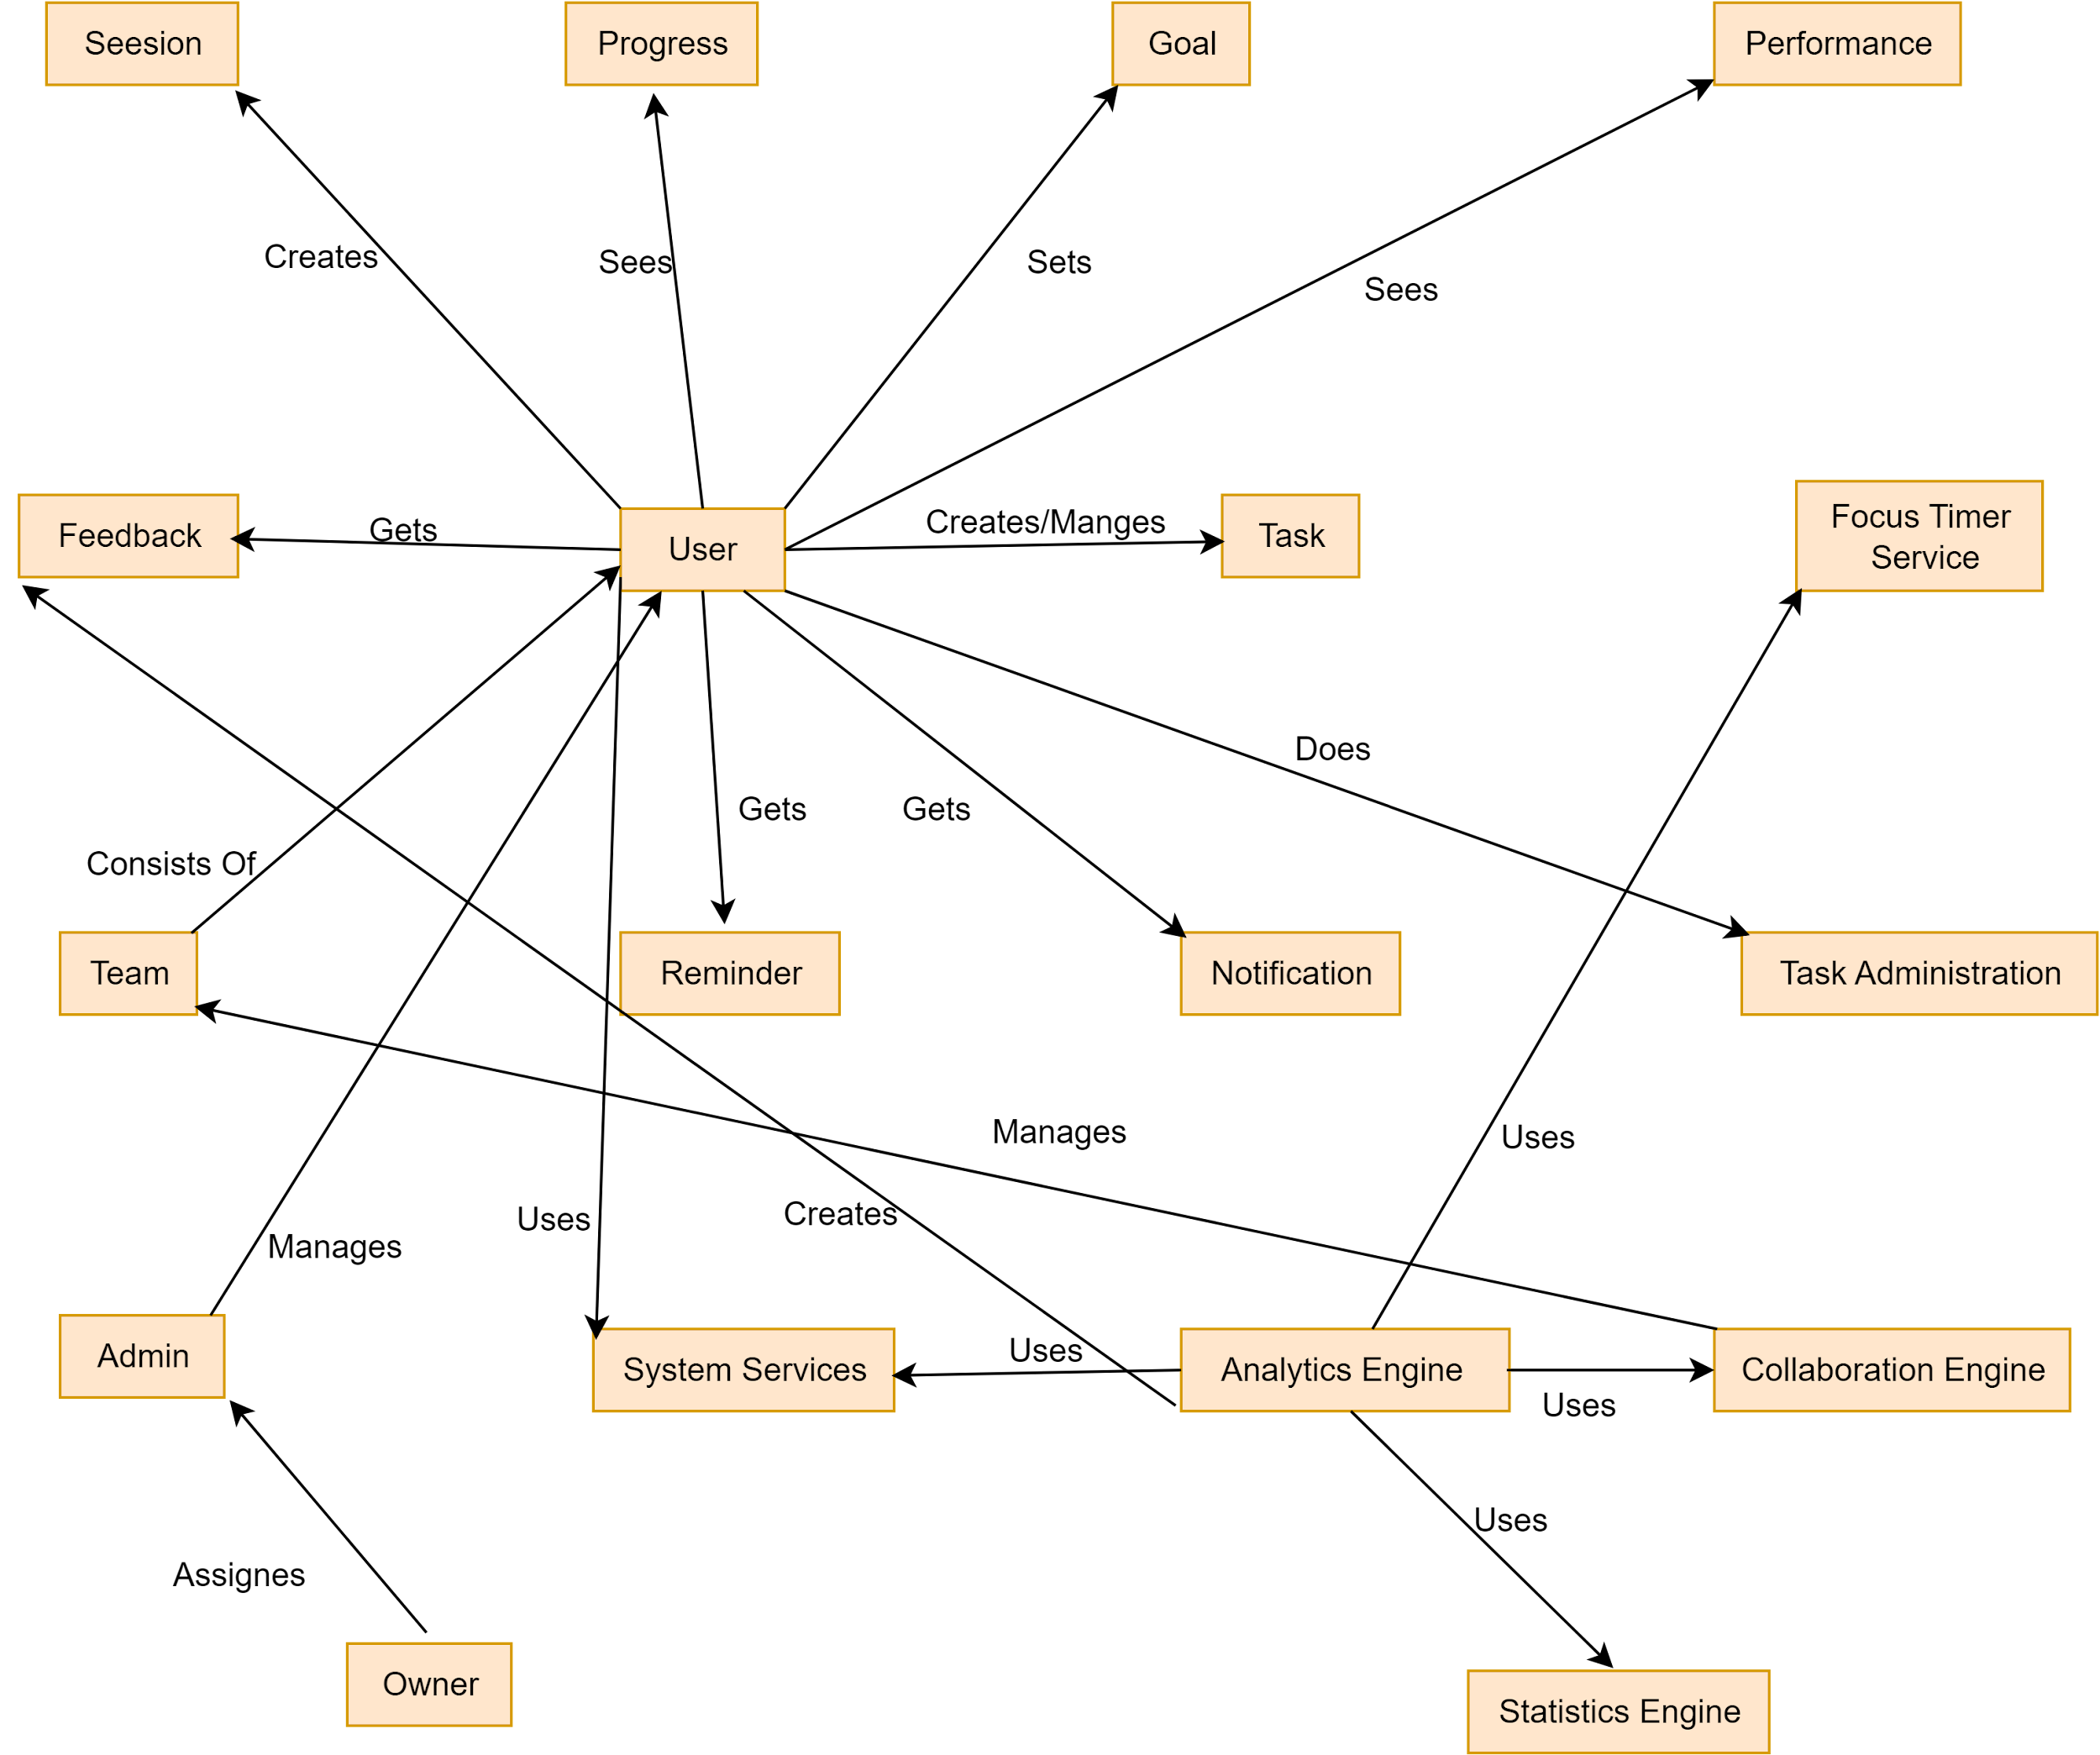 Seesion
Progress
Goal
Performance
Creates
Sees
Sets
Sees
Feedback
Gets
User
Creates/Manges
Task
Focus Timer
Service
Does
Gets
Gets
Consists Of
Team
Reminder
Notification
Task Administration
Manages
Uses
Creates
Uses
Manages
Admin
System Services
Uses
Analytics Engine
Uses
Collaboration Engine
Uses
Assignes
Owner
Statistics Engine